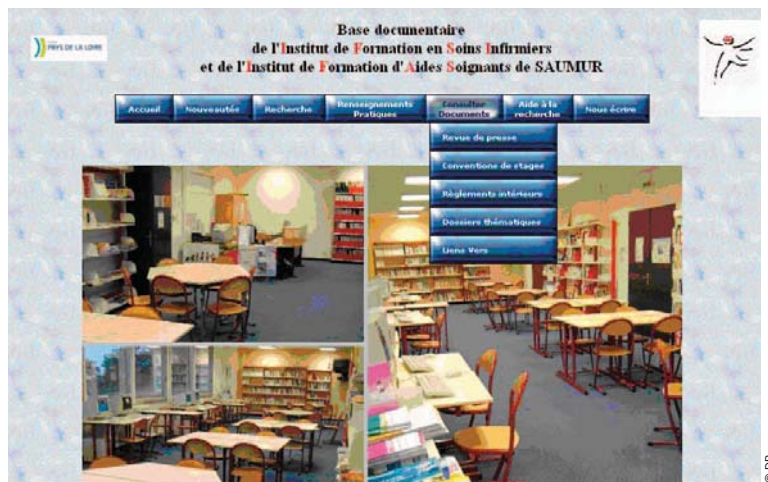 Base documentaire
de l'Institut de Formation en Soins Infirmiers
et de l'Institut de Formation d'Aides Soignants de SAUMUR
PAYS DE LA LOIRE
Accueil
Nouveautés
Recherche
Renseignements
Pratiques
Consulter
Documents
Aide à la
recherche
Nous écrire
Revue de presse
Conventions de stages
Règlements intérieurs
Dossiers thématiques
Liens Vers
© DR